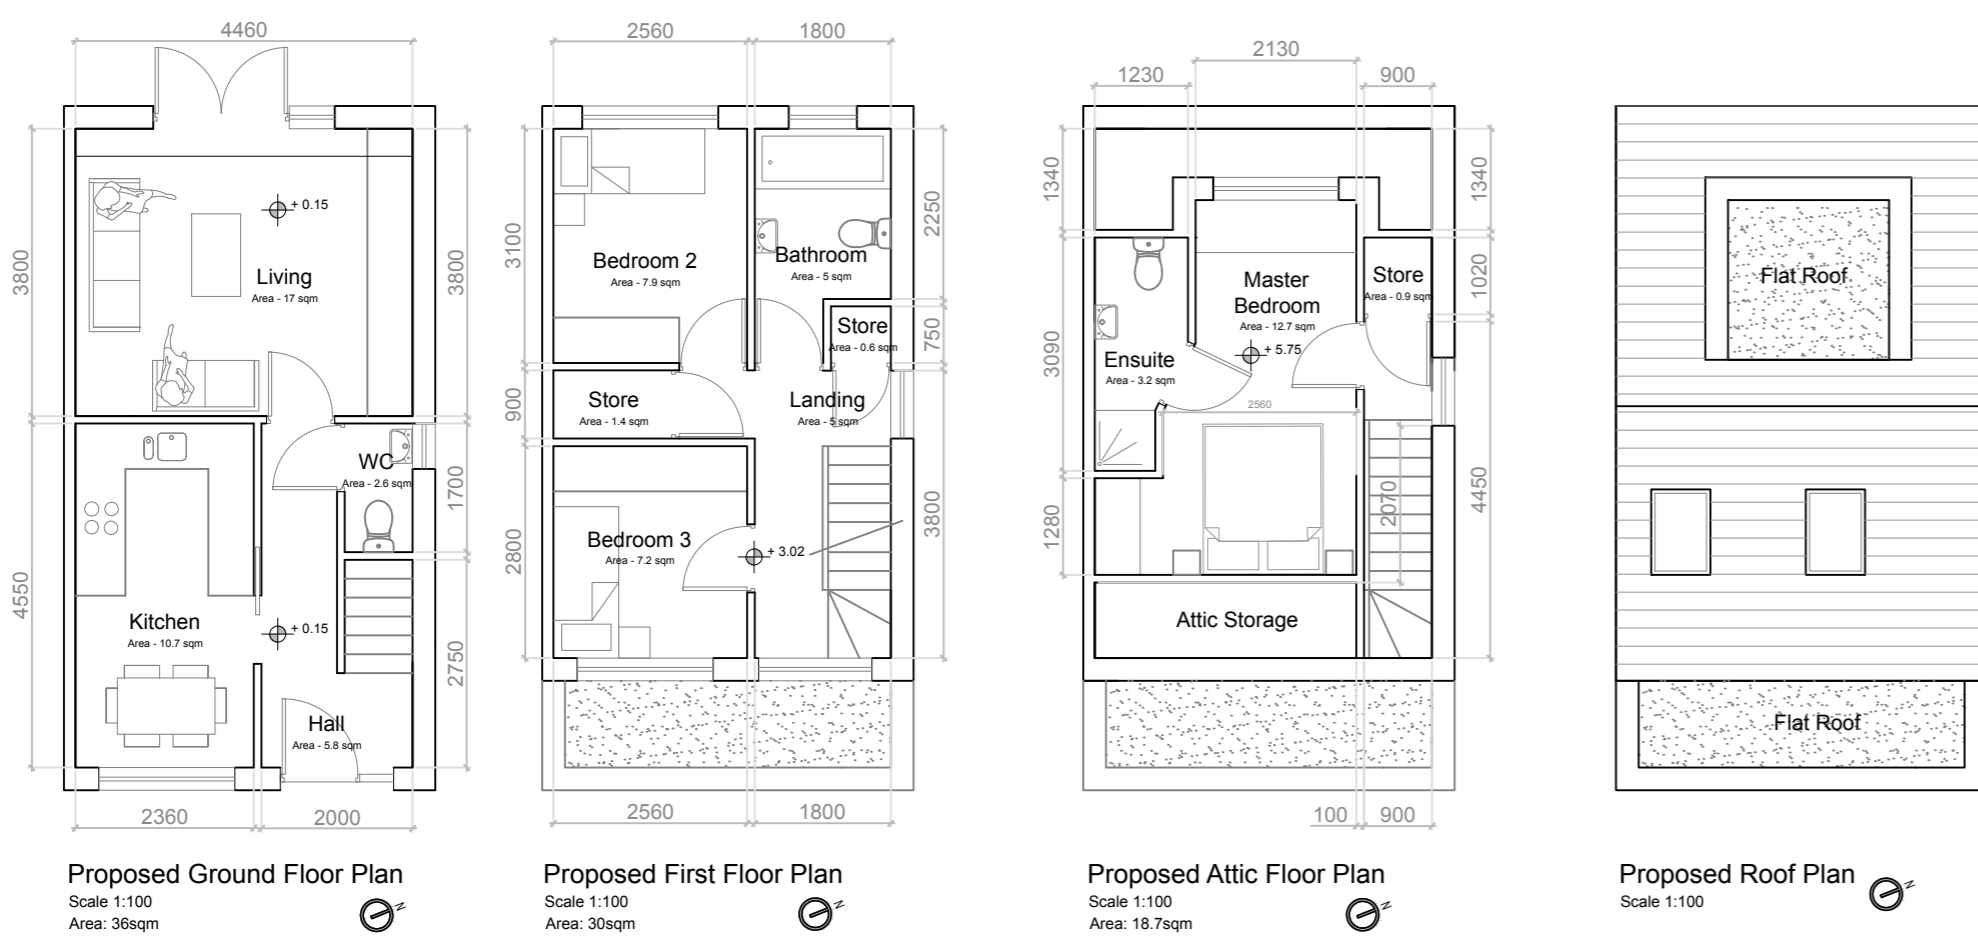 4460
3800
3800
+ 0.15
Living
Area - 17 sqm
WC
Area - 2.6 sqm
1700
4550
Kitchen
Area - 10.7 sqm
+ 0.15
2750
Hall
Area - 5.8 sqm
2360
2000
Proposed Ground Floor Plan
Scale 1:100
Area: 36sqm
N
2560
1800
3100
2250
Bedroom 2
Area - 7.9 sqm
Bathroom
Area - 5 sqm
Store
Area - 0.6 sqm
750
900
Store
Area - 1.4 sqm
Landing
Area - 5 sqm
2800
Bedroom 3
Area - 7.2 sqm
+ 3.02
3800
2560
1800
Proposed First Floor Plan
Scale 1:100
Area: 30sqm
N
2130
1230
900
1340
1340
Master
Bedroom
Area - 12.7 sqm
+ 5.75
Store
Area - 0.9 sqm
1020
3090
Ensuite
Area - 3.2 sqm
2560
2070
4450
1280
Attic Storage
100
900
Proposed Attic Floor Plan
Scale 1:100
Area: 18.7sqm
N
Flat Roof
Flat Roof
Proposed Roof Plan
Scale 1:100
N